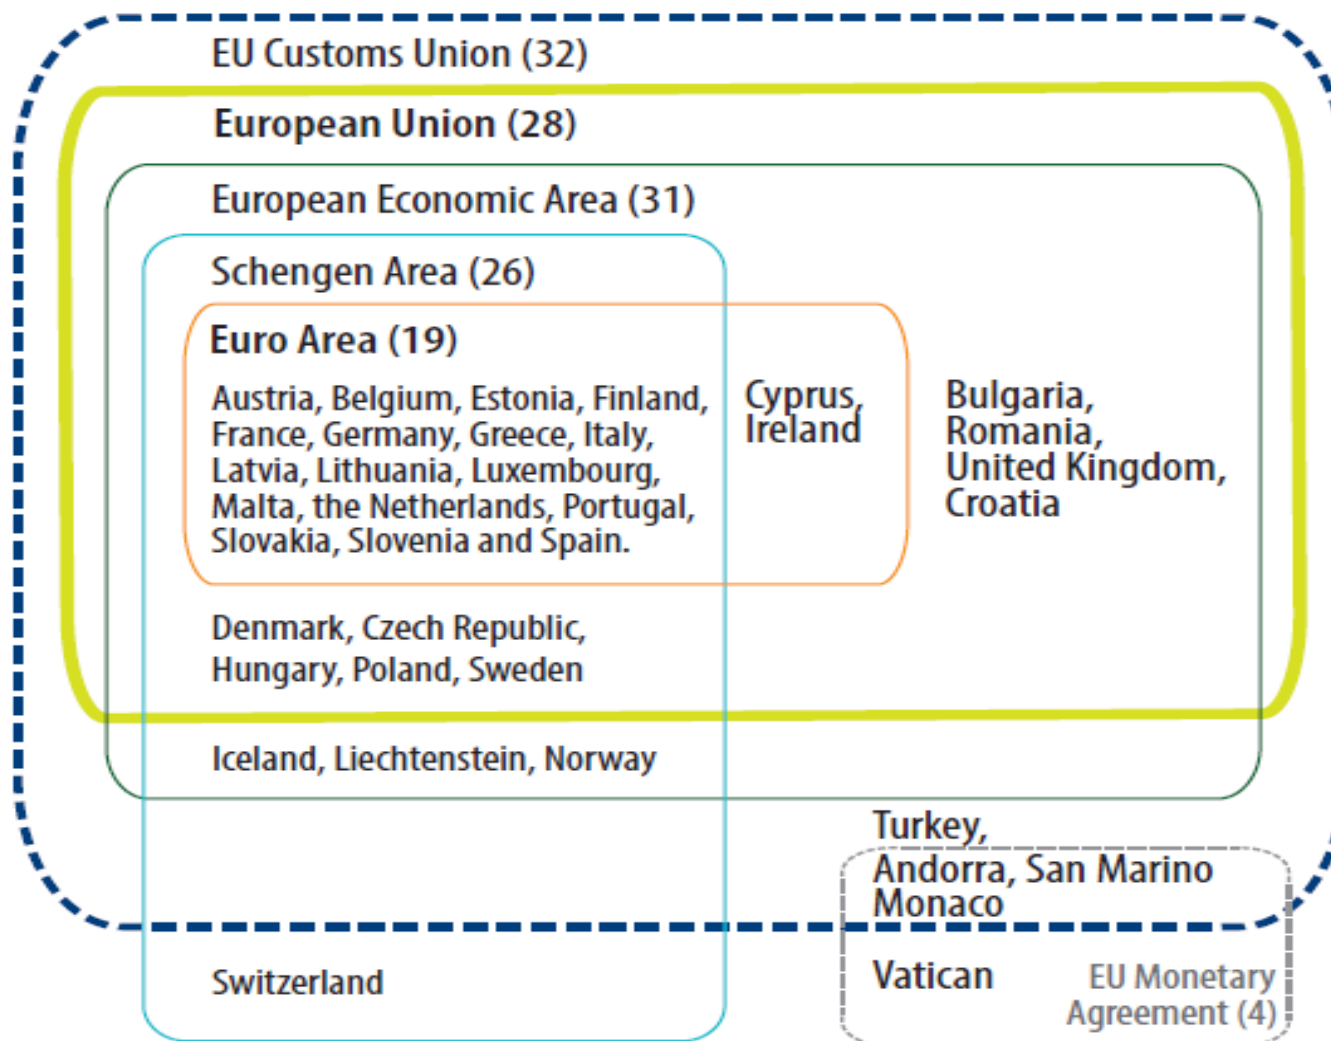 EU Customs Union (32)
European Union (28)
European Economic Area (31)
Schengen Area (26)
Euro Area (19)
Austria, Belgium, Estonia, Finland,
France, Germany, Greece, Italy,
Latvia, Lithuania, Luxembourg,
Malta, the Netherlands, Portugal,
Slovakia, Slovenia and Spain.
Cyprus,
Ireland
Bulgaria,
Romania,
United Kingdom,
Croatia
Denmark, Czech Republic,
Hungary, Poland, Sweden
Iceland, Liechtenstein, Norway
Turkey,
Andorra, San Marino
Monaco
Switzerland
Vatican
EU Monetary
Agreement (4)